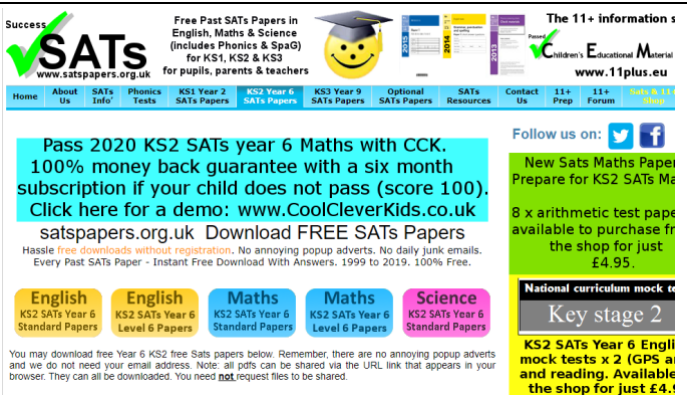 Success
SATs
www.satspapers.org.uk
Free Past SATs Papers in
English, Maths & Science
(includes Phonics & SpaG)
for KS1, KS2 & KS3
for pupils, parents & teachers
2015
2014
2013
The 11+ information s
Passed
Children's Educational Material
www.11plus.eu
Home
About Us
SATs Info'
Phonics Tests
KS1 Year 2 SATs Papers
KS2 Year 6 SATs Papers
KS3 Year 9 SATs Papers
Optional SATs Papers
SATs Resources
Contact Us
11+ Prep
11+ Forum
Sats & 11+ Shop
Pass 2020 KS2 SATs year 6 Maths with CCK.
100% money back guarantee with a six month
subscription if your child does not pass (score 100).
Click here for a demo: www.CoolCleverKids.co.uk
satspapers.org.uk Download FREE SATs Papers
Hassle free downloads without registration. No annoying popup adverts. No daily junk emails.
Every Past SATs Paper - Instant Free Download With Answers. 1999 to 2019. 100% Free.
English
KS2 SATs Year 6
Standard Papers
English
KS2 SATs Year 6
Level 6 Papers
Maths
KS2 SATs Year 6
Standard Papers
Maths
KS2 SATs Year 6
Level 6 Papers
Science
KS2 SATs Year 6
Standard Papers
You may download free Year 6 KS2 free Sats papers below. Remember, there are no annoying popup adverts
and we do not need your email address. Note: all pdfs can be shared via the URL link that appears in your
browser. They can all be downloaded. You need not request files to be shared.
Follow us on:
New Sats Maths Paper
Prepare for KS2 SATs Ma
8 x arithmetic test pape
available to purchase fr
the shop for just
£4.95.
National curriculum mock te
Key stage 2
KS2 SATs Year 6 Engli
mock tests x 2 (GPS a
and reading. Available
the shop for just £4.9